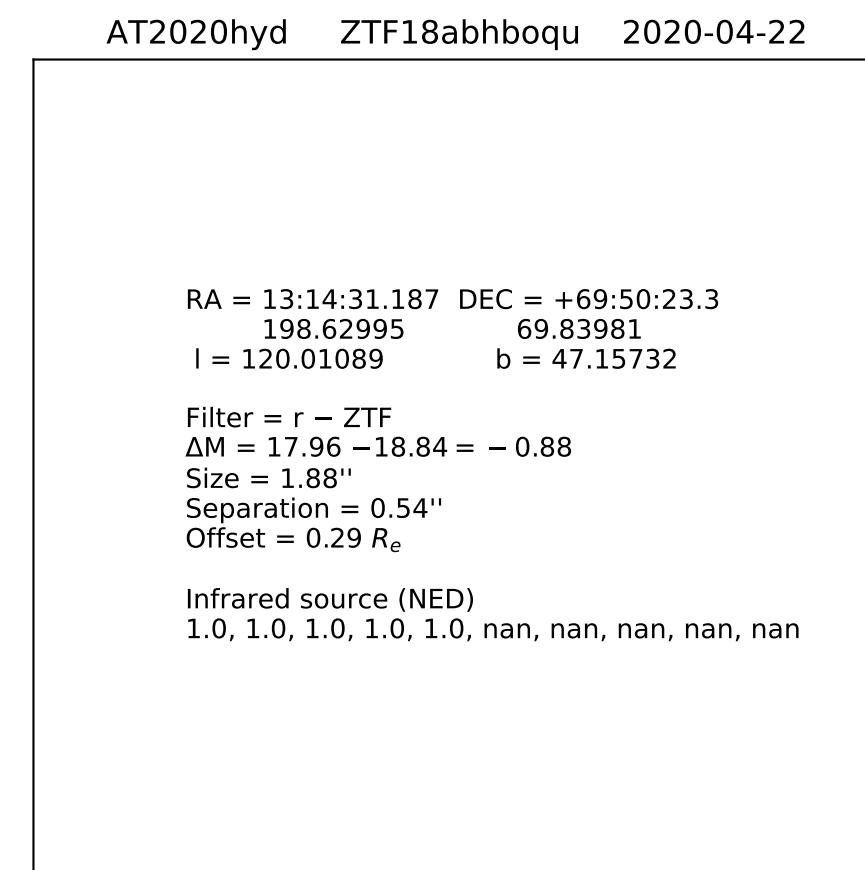 AT2020hyd ZTF18abhboqu 2020-04-22
RA = 13:14:31.187 DEC = +69:50:23.3
198.62995 69.83981
l = 120.01089 b = 47.15732
Filter = r − ZTF
ΔM = 17.96 −18.84 = − 0.88
Size = 1.88''
Separation = 0.54''
Offset = 0.29 Re
Infrared source (NED)
1.0, 1.0, 1.0, 1.0, 1.0, nan, nan, nan, nan, nan